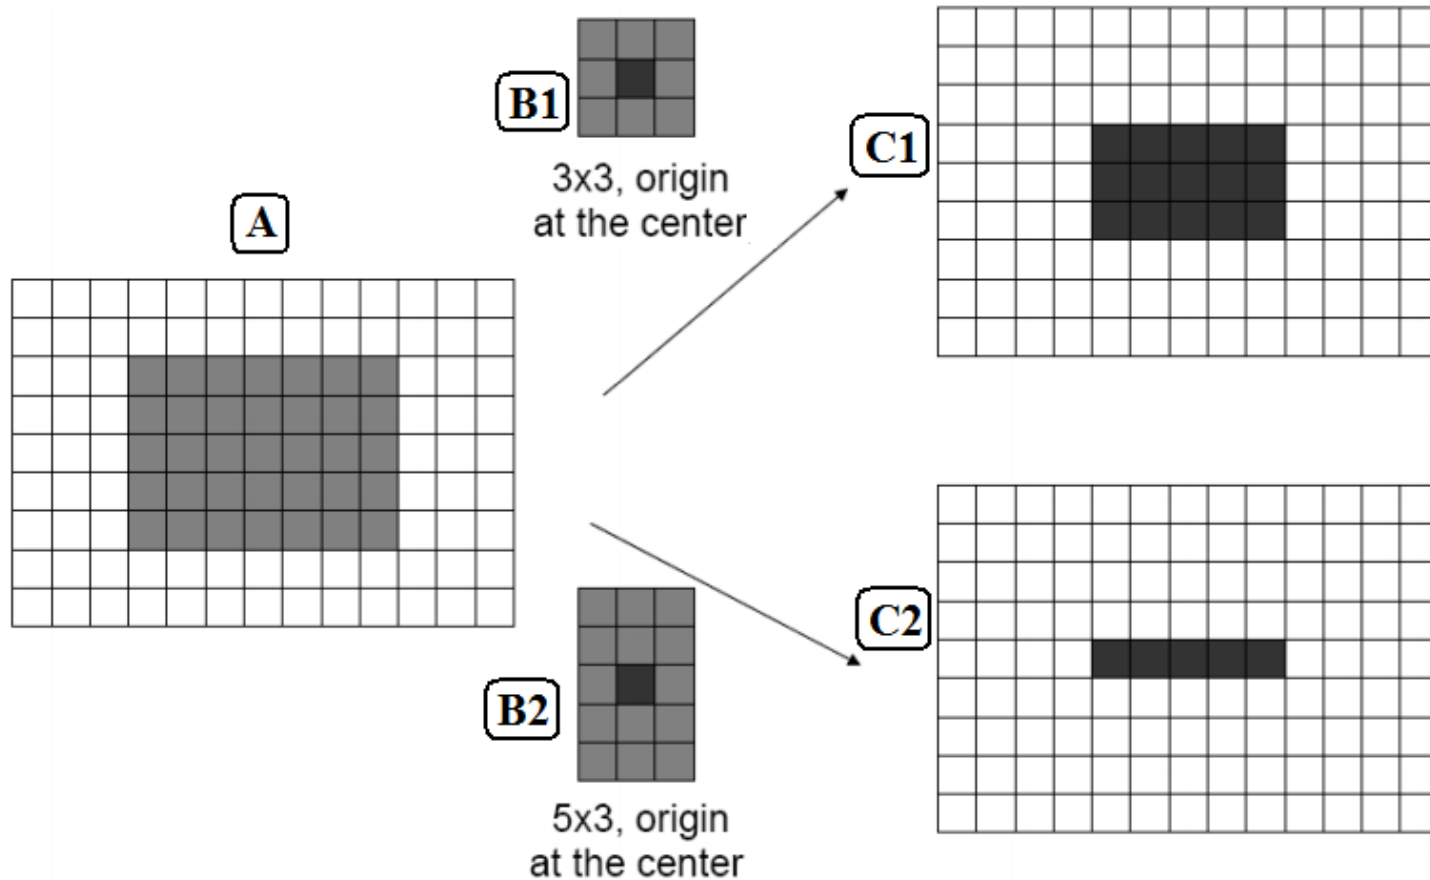 B1
3x3, origin
at the center
C1
A
C2
B2
5x3, origin
at the center